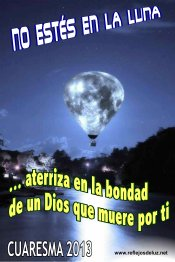 NO ESTÉS EN LA LUNA
... aterriza en la bondad
de un Dios que muere por ti
CUARESMA 2013
www.reflejosdeluz.net